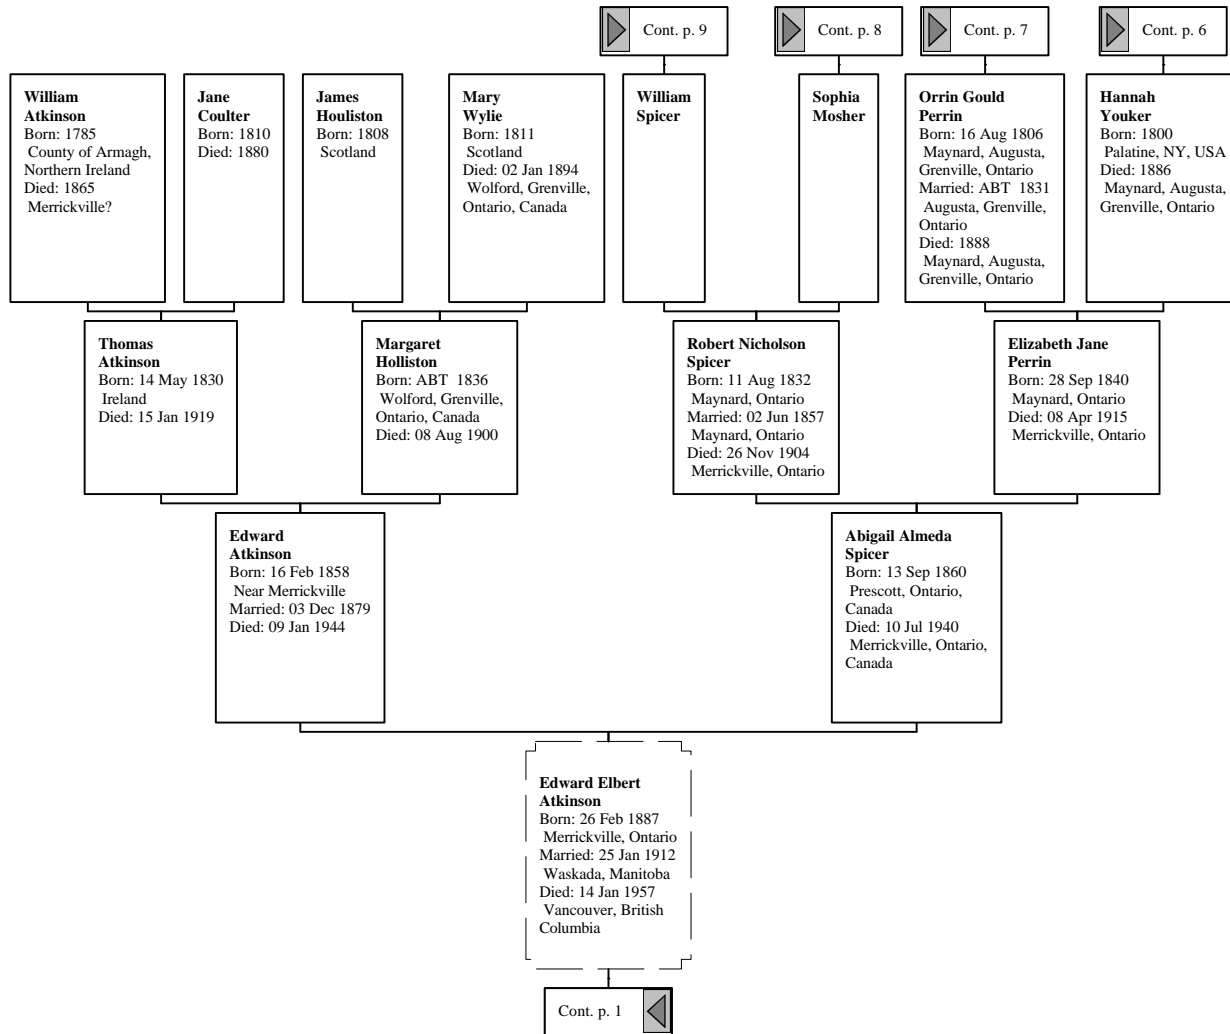 Cont. p. 9
Cont. p. 8
Cont. p. 7
Cont. p. 6
William
Atkinson
Born: 1785
County of Armagh,
Northern Ireland
Died: 1865
Merrickville?
Jane
Coulter
Born: 1810
Died: 1880
James
Houliston
Born: 1808
Scotland
Mary
Wylie
Born: 1811
Scotland
Died: 02 Jan 1894
Wolford, Grenville,
Ontario, Canada
William
Spicer
Sophia
Mosher
Orrin Gould
Perrin
Born: 16 Aug 1806
Maynard, Augusta,
Grenville, Ontario
Married: ABT 1831
Augusta, Grenville,
Ontario
Died: 1888
Maynard, Augusta,
Grenville, Ontario
Hannah
Youker
Born: 1800
Palatine, NY, USA
Died: 1886
Maynard, Augusta,
Grenville, Ontario
Thomas
Atkinson
Born: 14 May 1830
Ireland
Died: 15 Jan 1919
Margaret
Holliston
Born: ABT 1836
Wolford, Grenville,
Ontario, Canada
Died: 08 Aug 1900
Robert Nicholson
Spicer
Born: 11 Aug 1832
Maynard, Ontario
Married: 02 Jun 1857
Maynard, Ontario
Died: 26 Nov 1904
Merrickville, Ontario
Elizabeth Jane
Perrin
Born: 28 Sep 1840
Maynard, Ontario
Died: 08 Apr 1915
Merrickville, Ontario
Edward
Atkinson
Born: 16 Feb 1858
Near Merrickville
Married: 03 Dec 1879
Died: 09 Jan 1944
Abigail Almeda
Spicer
Born: 13 Sep 1860
Prescott, Ontario,
Canada
Died: 10 Jul 1940
Merrickville, Ontario,
Canada
Edward Elbert
Atkinson
Born: 26 Feb 1887
Merrickville, Ontario
Married: 25 Jan 1912
Waskada, Manitoba
Died: 14 Jan 1957
Vancouver, British
Columbia
Cont. p. 1